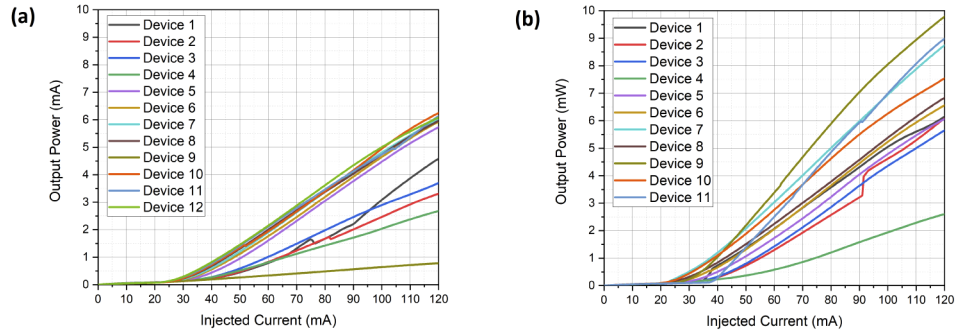 (a)
Output Power (mA)
10
9
8
7
6
5
4
3
2
1
0
Device 1
Device 2
Device 3
Device 4
Device 5
Device 6
Device 7
Device 8
Device 9
Device 10
Device 11
Device 12
0 10 20 30 40 50 60 70 80 90 100 110 120
Injected Current (mA)
(b)
Output Power (mW)
10
9
8
7
6
5
4
3
2
1
0
Device 1
Device 2
Device 3
Device 4
Device 5
Device 6
Device 7
Device 8
Device 9
Device 10
Device 11
0 10 20 30 40 50 60 70 80 90 100 110 120
Injected Current (mA)